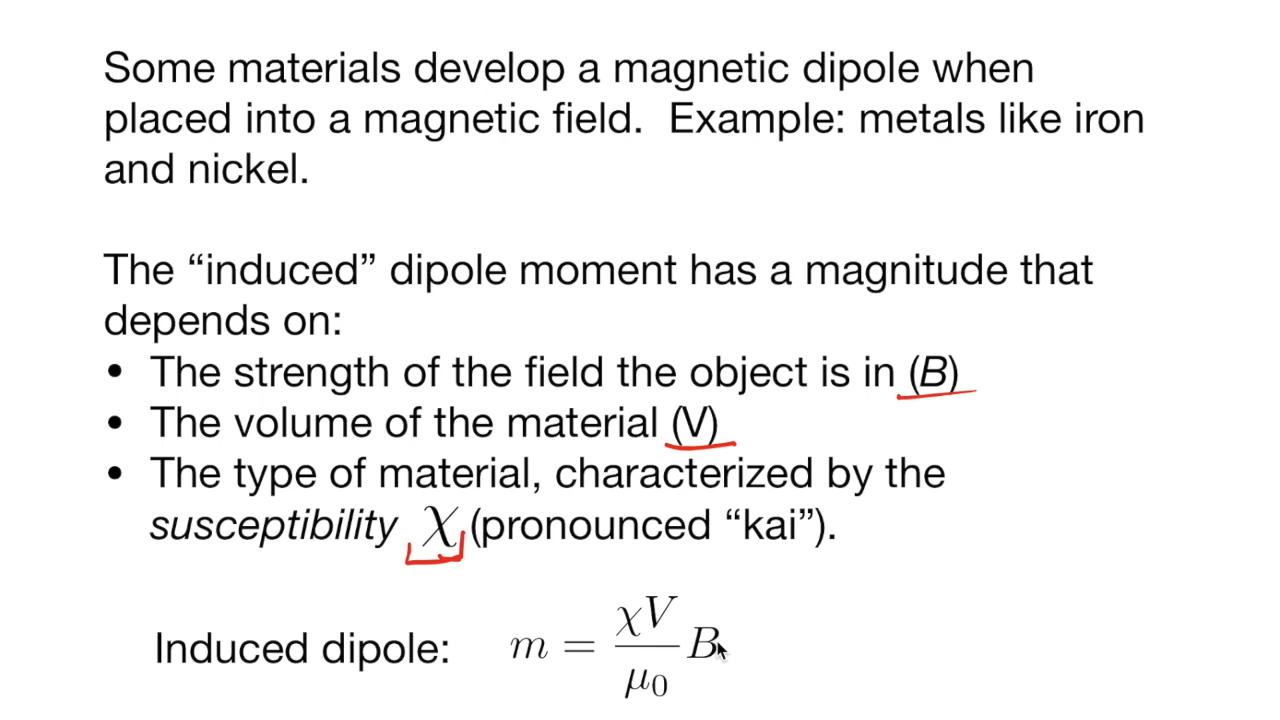 Some materials develop a magnetic dipole when
placed into a magnetic field.  Example: metals like iron
and nickel.
The “induced” dipole moment has a magnitude that
depends on:
• The strength of the field the object is in (B)
• The volume of the material (V)
• The type of material, characterized by the
susceptibility χ (pronounced “kai”).
Induced dipole: m = χV/μ₀ B